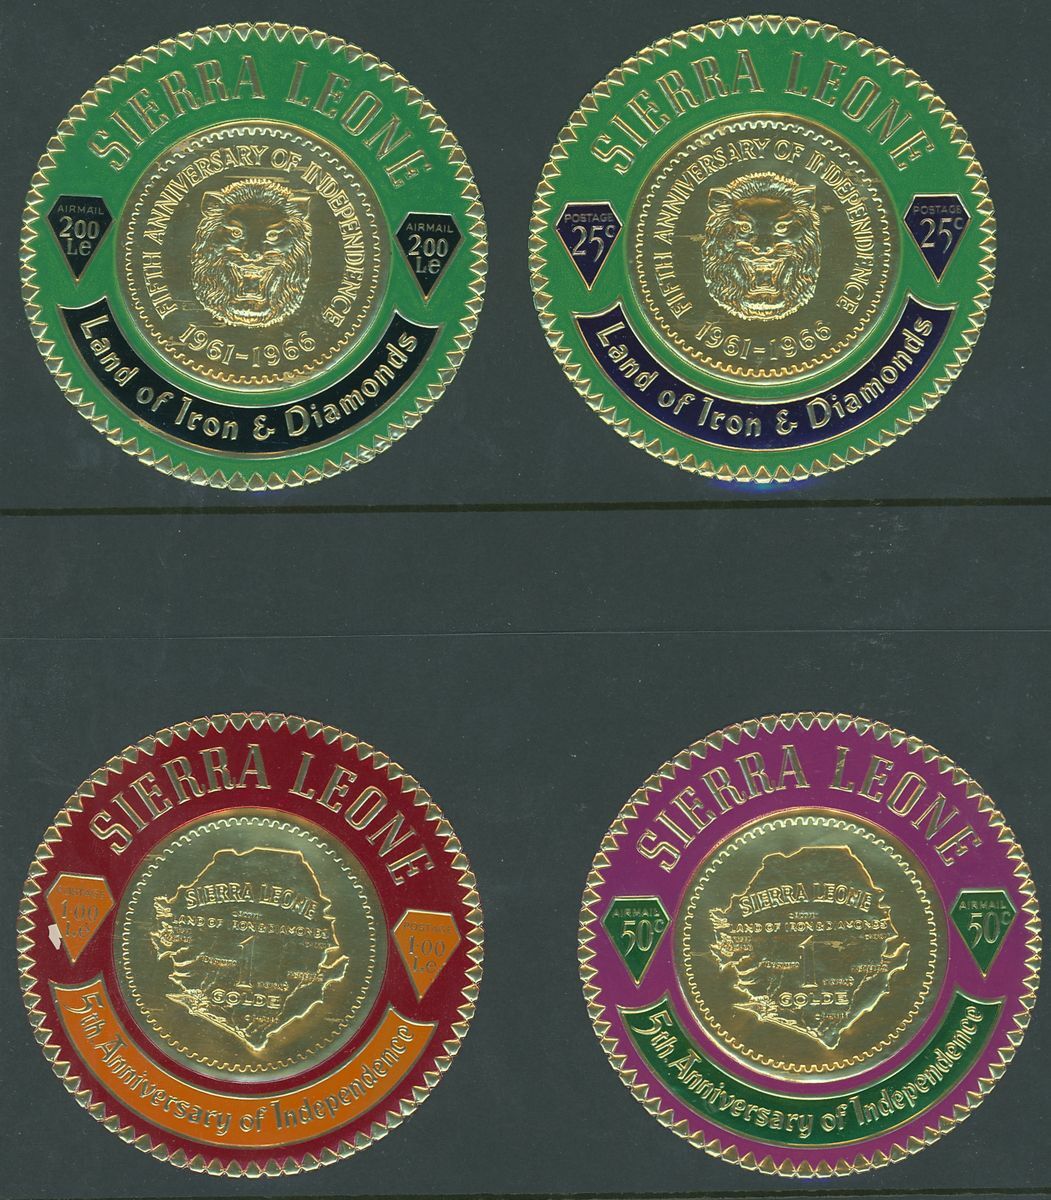 SIERRA LEONE
FIFTH ANNIVERSARY OF INDEPENDENCE
1961-1966
AIRMAIL
2.00
Le
AIRMAIL
2.00
Le
Land of Iron & Diamonds
SIERRA LEONE
FIFTH ANNIVERSARY OF INDEPENDENCE
1961-1966
POSTAGE
25c
POSTAGE
25c
Land of Iron & Diamonds
SIERRA LEONE
POSTAGE
1.00
Le
POSTAGE
1.00
Le
SIERRA LEONE
LAND OF IRON & DIAMONDS
1
GOLDE
5th Anniversary of Independence
SIERRA LEONE
AIRMAIL
50c
AIRMAIL
50c
SIERRA LEONE
LAND OF IRON & DIAMONDS
1
GOLDE
5th Anniversary of Independence